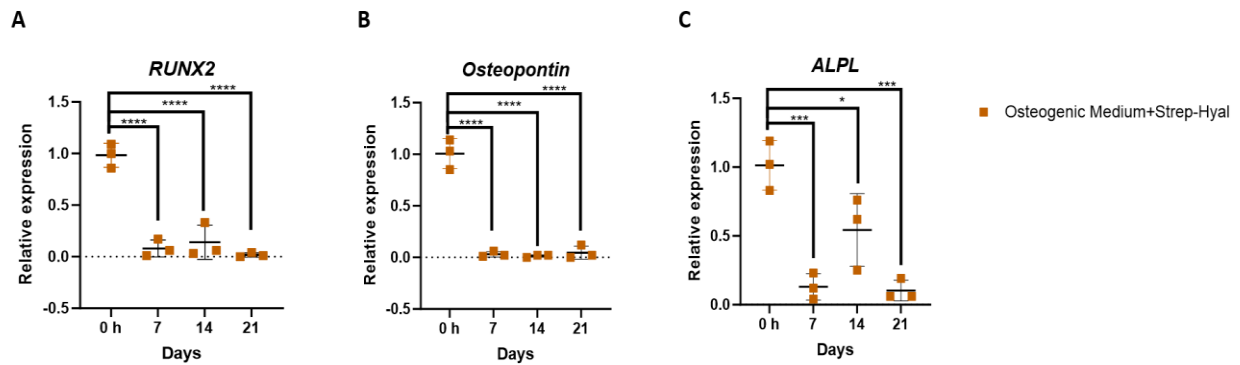 A
B
C
RUNX2
Osteopontin
ALPL
****
****
****
****
****
****
***
*
***
Osteogenic Medium+Strep-Hyal
Relative expression
1.5
1.0
0.5
0.0
-0.5
0 h 7 14 21
Days
Relative expression
1.5
1.0
0.5
0.0
-0.5
0 h 7 14 21
Days
Relative expression
1.5
1.0
0.5
0.0
0 h 7 14 21
Days